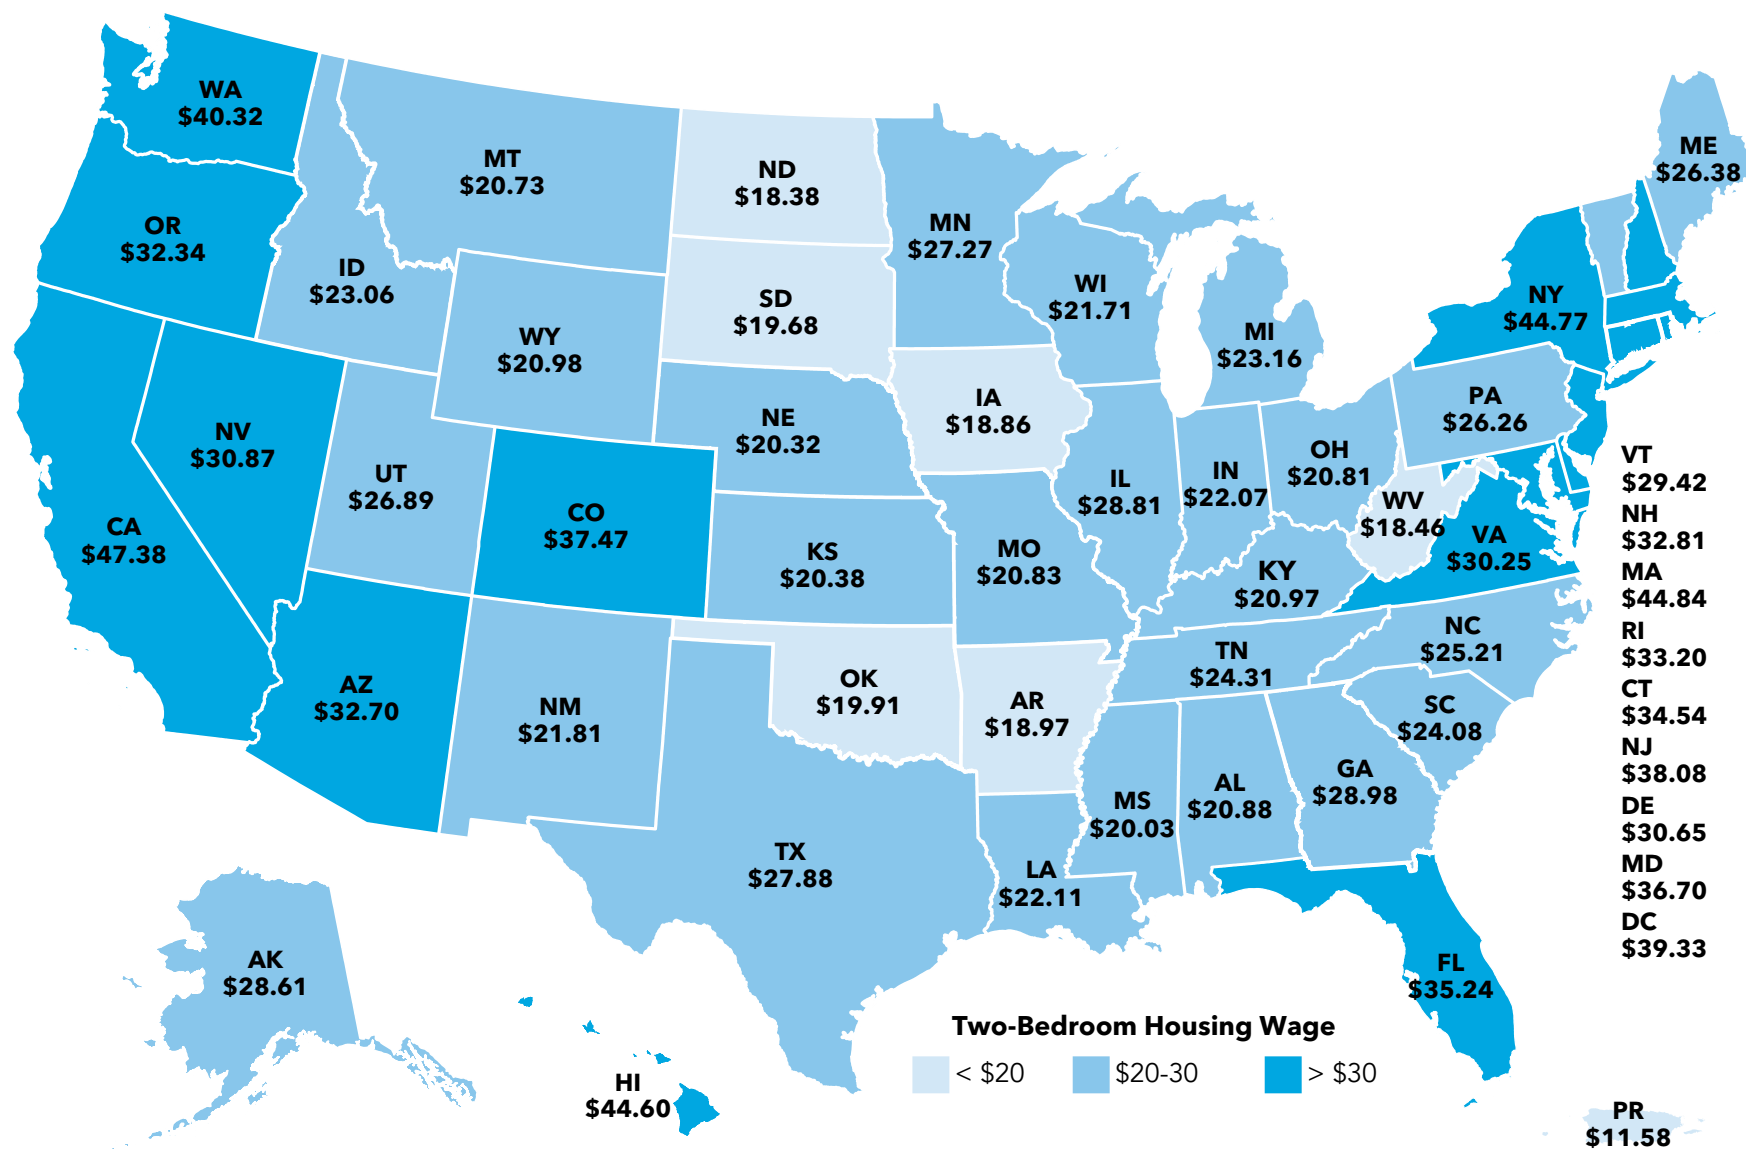 WA
$40.32
MT
$20.73
ND
$18.38
MN
$27.27
ME
$26.38
OR
$32.34
ID
$23.06
WY
$20.98
SD
$19.68
WI
$21.71
MI
$23.16
NY
$44.77
NV
$30.87
UT
$26.89
NE
$20.32
IA
$18.86
PA
$26.26
CA
$47.38
CO
$37.47
KS
$20.38
MO
$20.83
IL
$28.81
IN
$22.07
OH
$20.81
WV
$18.46
VA
$30.25
KY
$20.97
AZ
$32.70
NM
$21.81
OK
$19.91
AR
$18.97
TN
$24.31
NC
$25.21
SC
$24.08
TX
$27.88
LA
$22.11
MS
$20.03
AL
$20.88
GA
$28.98
FL
$35.24
VT
$29.42
NH
$32.81
MA
$44.84
RI
$33.20
CT
$34.54
NJ
$38.08
DE
$30.65
MD
$36.70
DC
$39.33
AK
$28.61
HI
$44.60
Two-Bedroom Housing Wage
< $20
$20-30
> $30
PR
$11.58